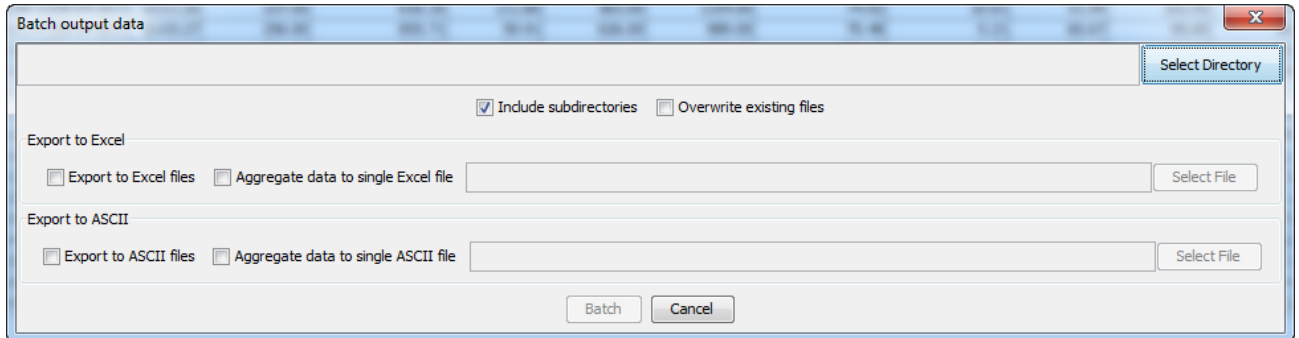 Batch output data
Select Directory
Include subdirectories Overwrite existing files
Export to Excel
Export to Excel files Aggregate data to single Excel file Select File
Export to ASCII
Export to ASCII files Aggregate data to single ASCII file Select File
Batch Cancel